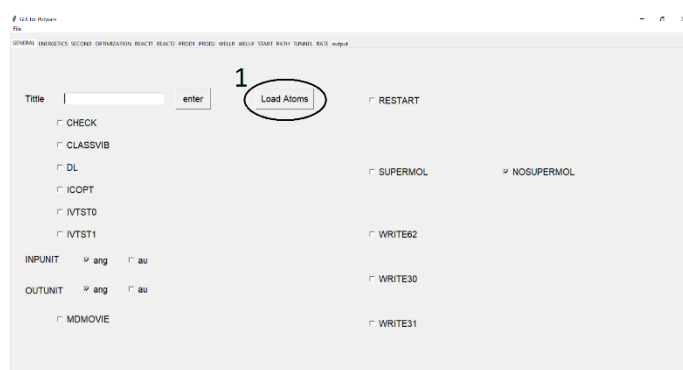 GUI for Polyrate
File
GENERAL ENERGETICS SECOND OPTIMIZATION REACT1 REACT2 PROD1 PROD2 WELLR WELLP START PATH TUNNEL RATE output
1
Tittle enter Load Atoms RESTART
CHECK
CLASSVIB
DL SUPERMOL NOSUPERMOL
ICOPT
IVTST0
IVTST1 WRITE62
INPUNIT ang au
WRITE30
OUTUNIT ang au
MDMOVIE WRITE31